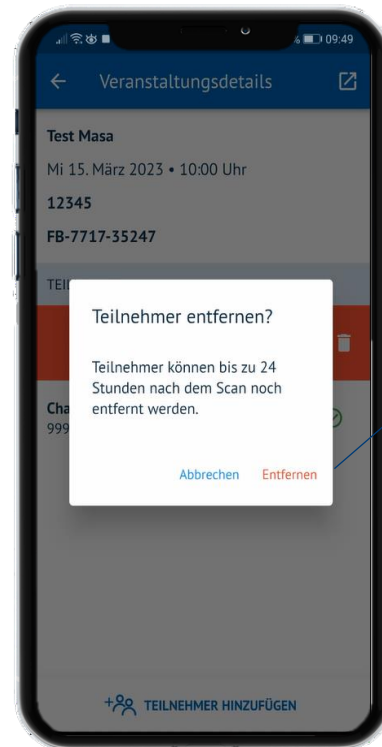 09:49
Veranstaltungsdetails
Test Masa
Mi 15. März 2023 • 10:00 Uhr
12345
FB-7717-35247
Teilnehmer entfernen?
Teilnehmer können bis zu 24
Stunden nach dem Scan noch
entfernt werden.
Abbrechen Entfernen
TEILNEHMER HINZUFÜGEN